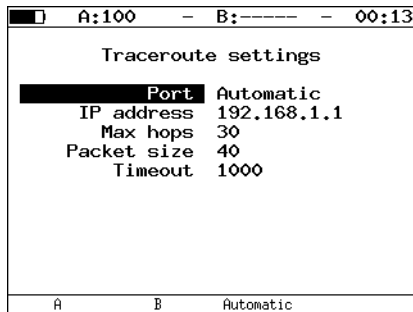 A:100 – B:----- – 00:13
Traceroute settings
Port Automatic
IP address 192.168.1.1
Max hops 30
Packet size 40
Timeout 1000
A B Automatic